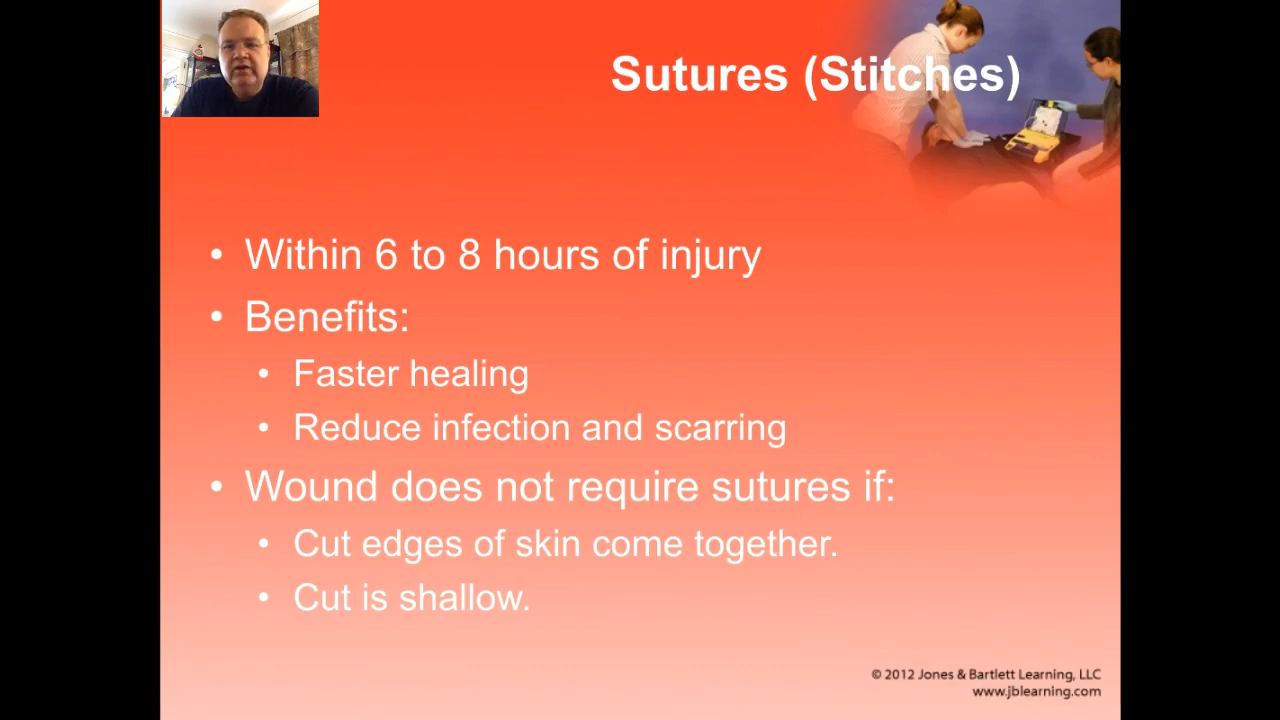 Sutures (Stitches)
• Within 6 to 8 hours of injury
• Benefits:
• Faster healing
• Reduce infection and scarring
• Wound does not require sutures if:
• Cut edges of skin come together.
• Cut is shallow.
© 2012 Jones & Bartlett Learning, LLC
www.jblearning.com